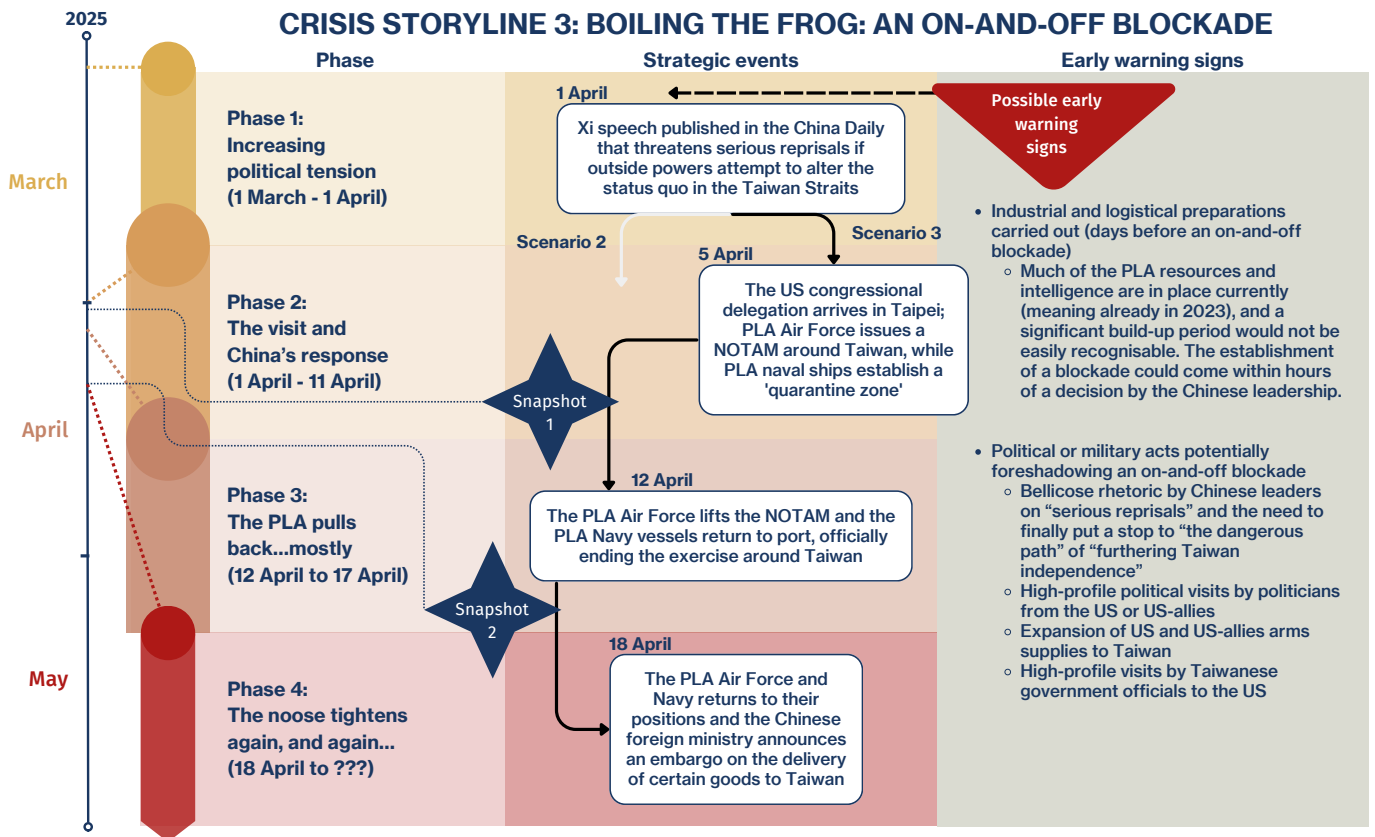 2025
CRISIS STORYLINE 3: BOILING THE FROG: AN ON-AND-OFF BLOCKADE
Phase
Strategic events
Early warning signs
March
April
May
Phase 1:
Increasing
political tension
(1 March - 1 April)
Phase 2:
The visit and
China's response
(1 April - 11 April)
Phase 3:
The PLA pulls
back...mostly
(12 April to 17 April)
Phase 4:
The noose tightens
again, and again...
(18 April to ???)
1 April
Xi speech published in the China Daily
that threatens serious reprisals if
outside powers attempt to alter the
status quo in the Taiwan Straits
Scenario 2
Scenario 3
5 April
The US congressional
delegation arrives in Taipei;
PLA Air Force issues a
NOTAM around Taiwan, while
PLA naval ships establish a
'quarantine zone'
Snapshot
1
12 April
The PLA Air Force lifts the NOTAM and the
PLA Navy vessels return to port, officially
ending the exercise around Taiwan
Snapshot
2
18 April
The PLA Air Force and
Navy returns to their
positions and the Chinese
foreign ministry announces
an embargo on the delivery
of certain goods to Taiwan
Possible early
warning
signs
• Industrial and logistical preparations
carried out (days before an on-and-off
blockade)
◦ Much of the PLA resources and
intelligence are in place currently
(meaning already in 2023), and a
significant build-up period would not be
easily recognisable. The establishment
of a blockade could come within hours
of a decision by the Chinese leadership.
• Political or military acts potentially
foreshadowing an on-and-off blockade
◦ Bellicose rhetoric by Chinese leaders
on “serious reprisals” and the need to
finally put a stop to “the dangerous
path” of “furthering Taiwan
independence”
◦ High-profile political visits by politicians
from the US or US-allies
◦ Expansion of US and US-allies arms
supplies to Taiwan
◦ High-profile visits by Taiwanese
government officials to the US